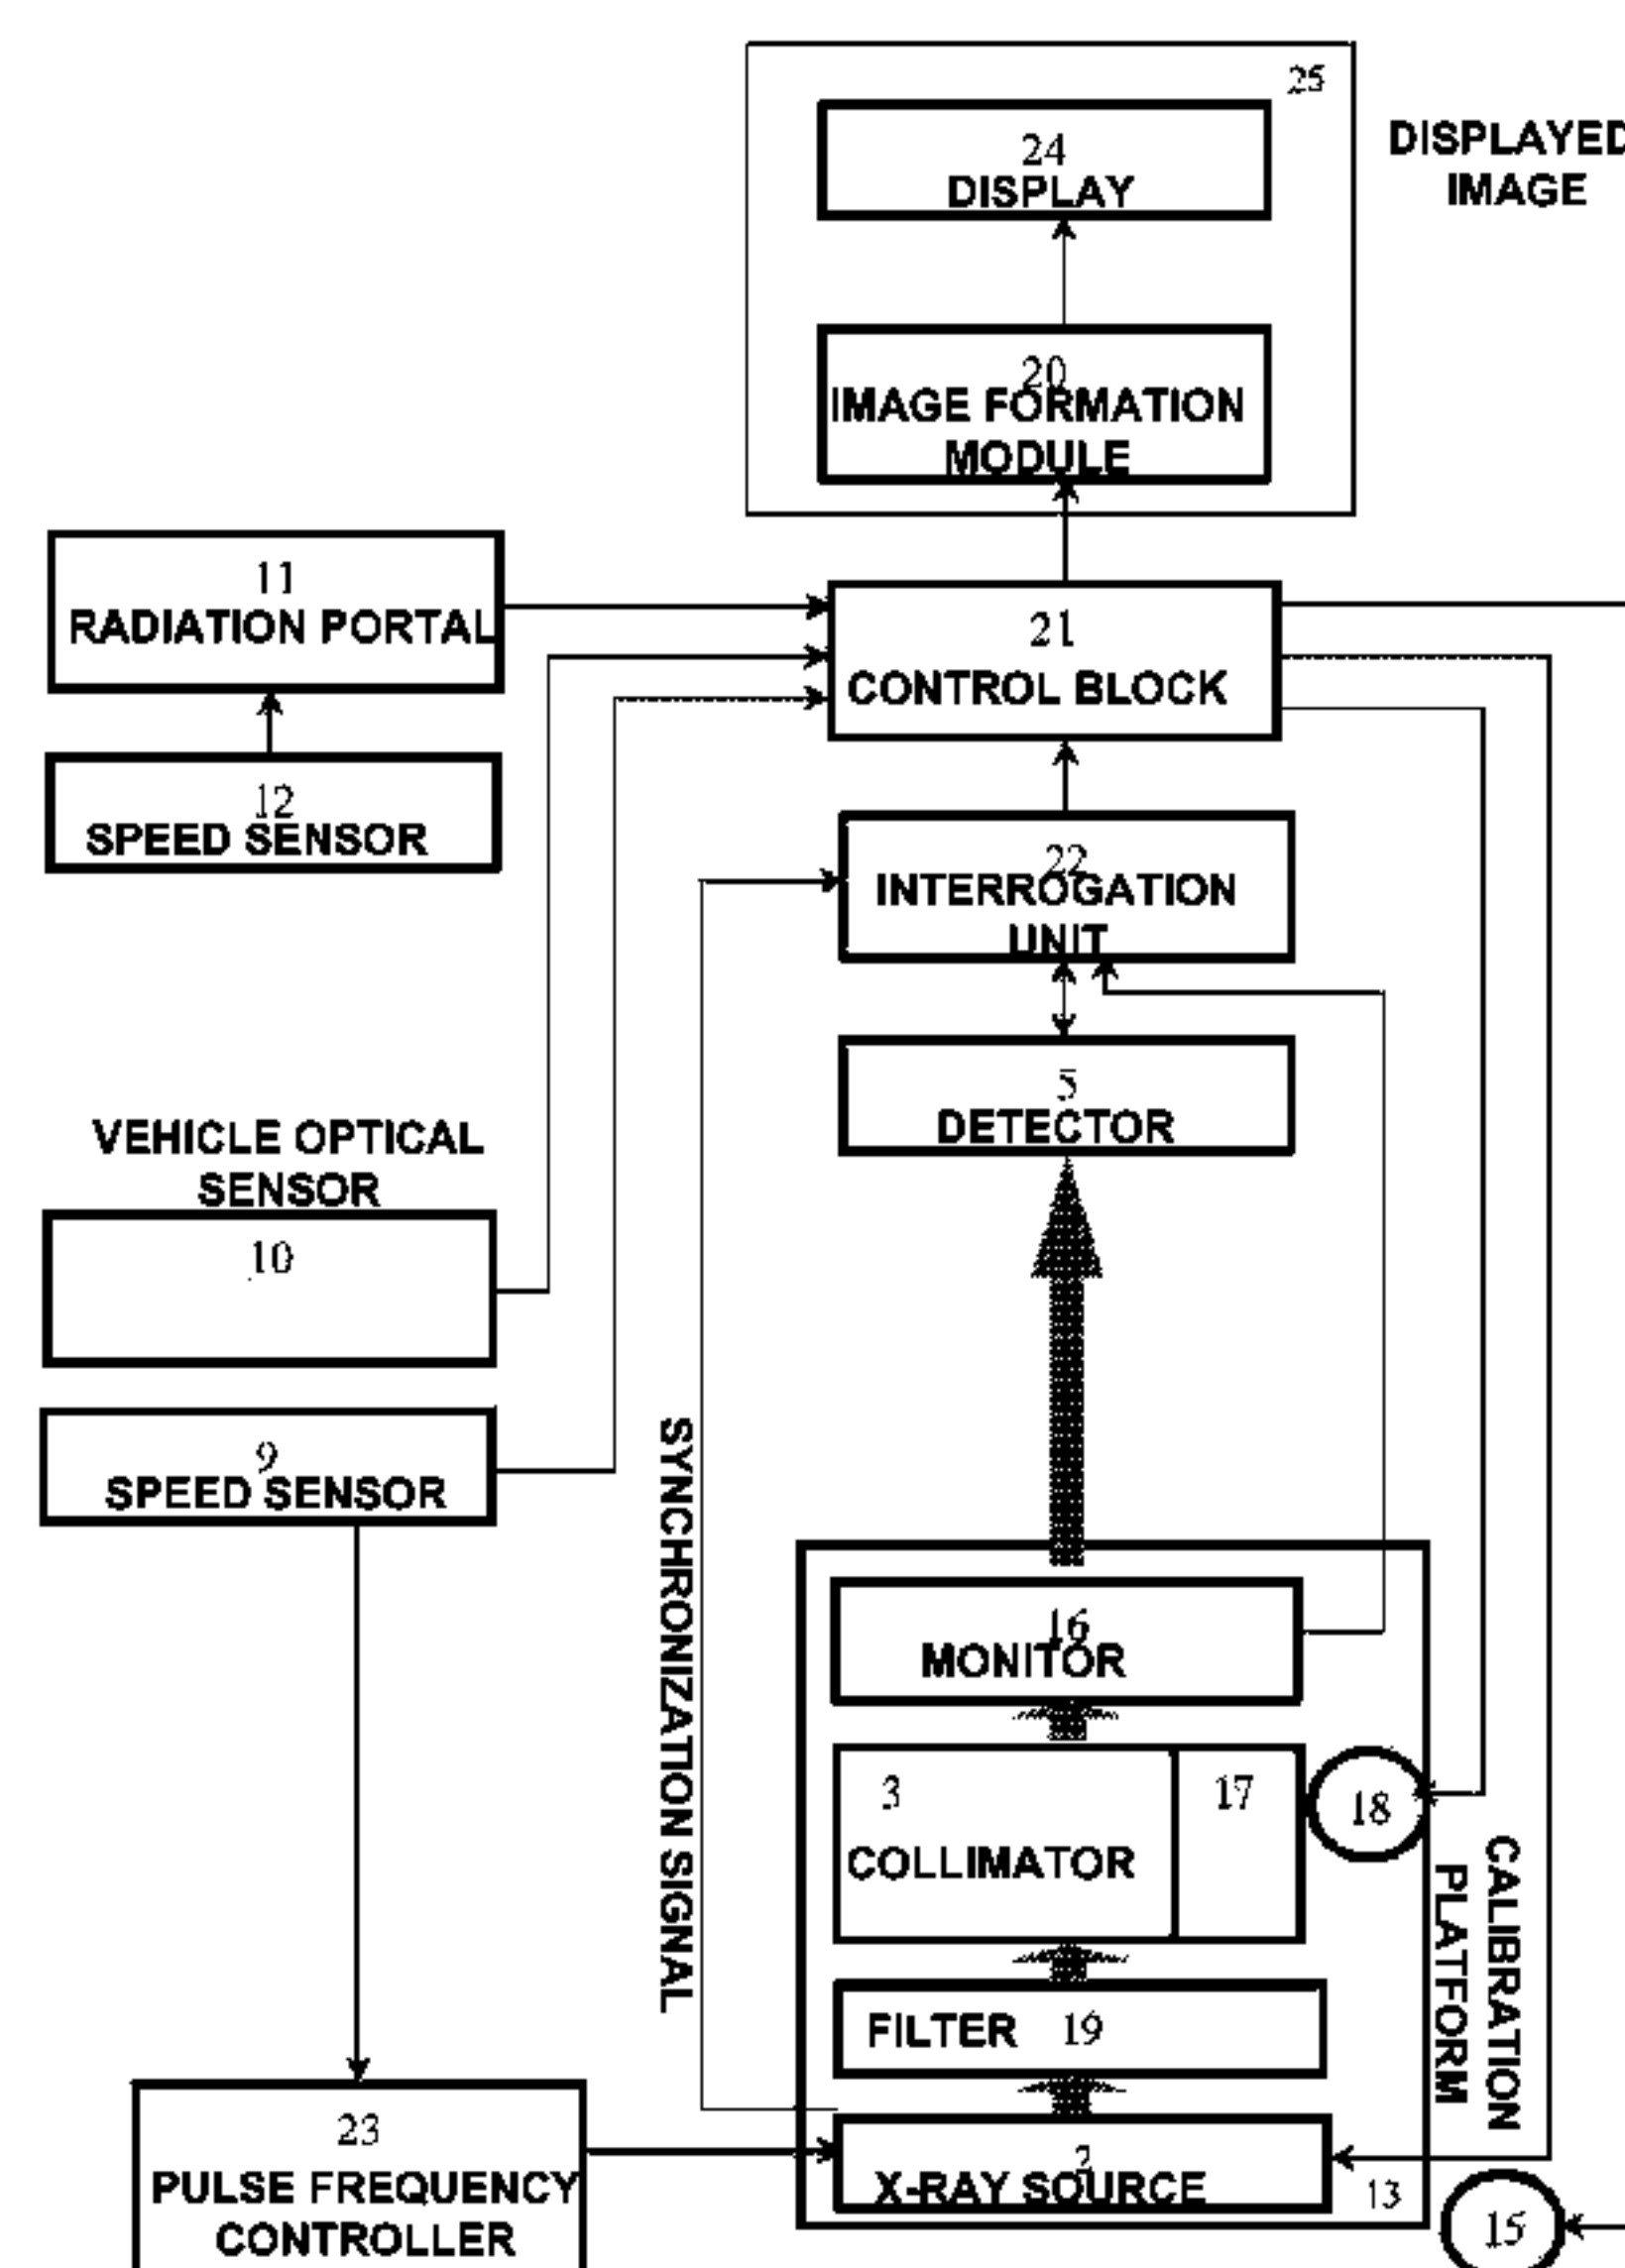 25
24
DISPLAY
DISPLAYED
IMAGE
20
IMAGE FORMATION
MODULE
11
RADIATION PORTAL
21
CONTROL BLOCK
12
SPEED SENSOR
22
INTERROGATION
UNIT
5
DETECTOR
VEHICLE OPTICAL
SENSOR
10
9
SPEED SENSOR
SYNCHRONIZATION SIGNAL
16
MONITOR
3
COLLIMATOR
17
18
CALIBRATION
PLATFORM
FILTER 19
23
PULSE FREQUENCY
CONTROLLER
2
X-RAY SOURCE
13
15